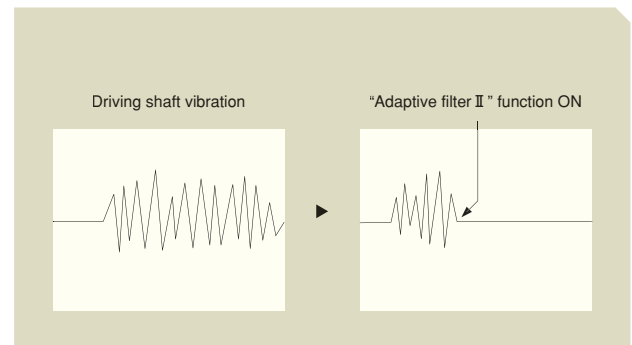 Driving shaft vibration
“Adaptive filter Ⅱ” function ON